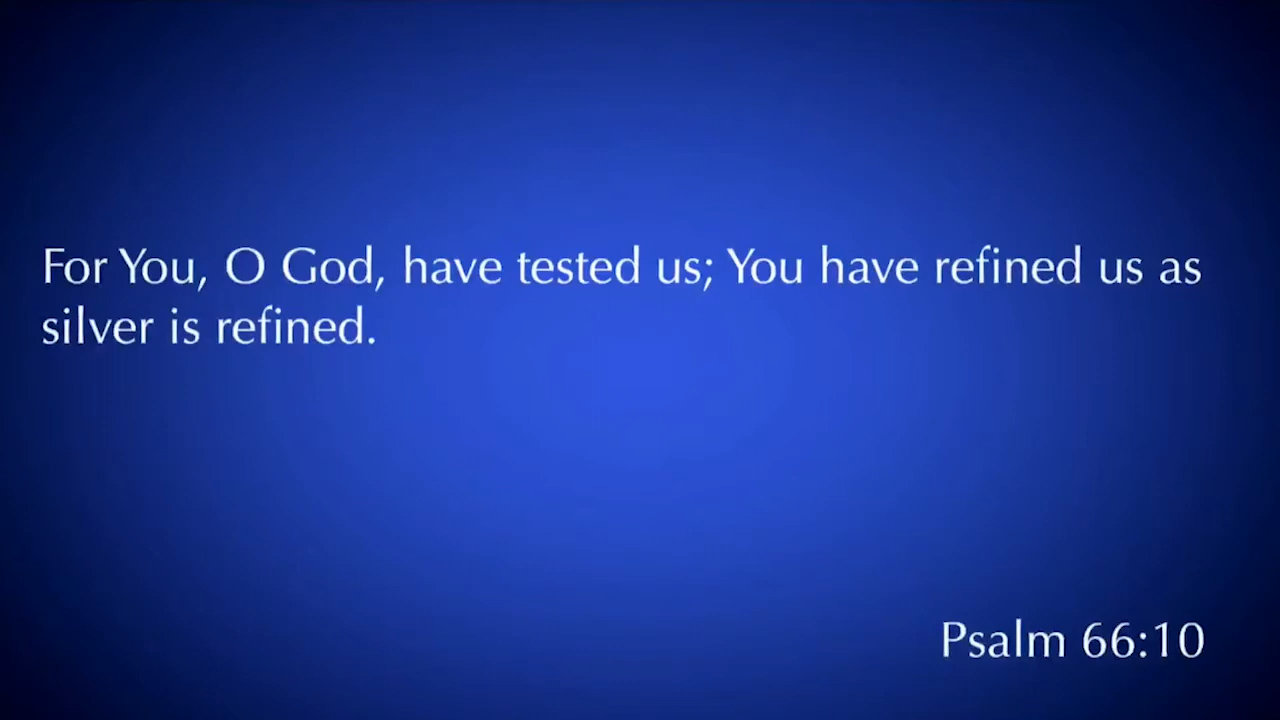 For You, O God, have tested us; You have refined us as
silver is refined.
Psalm 66:10